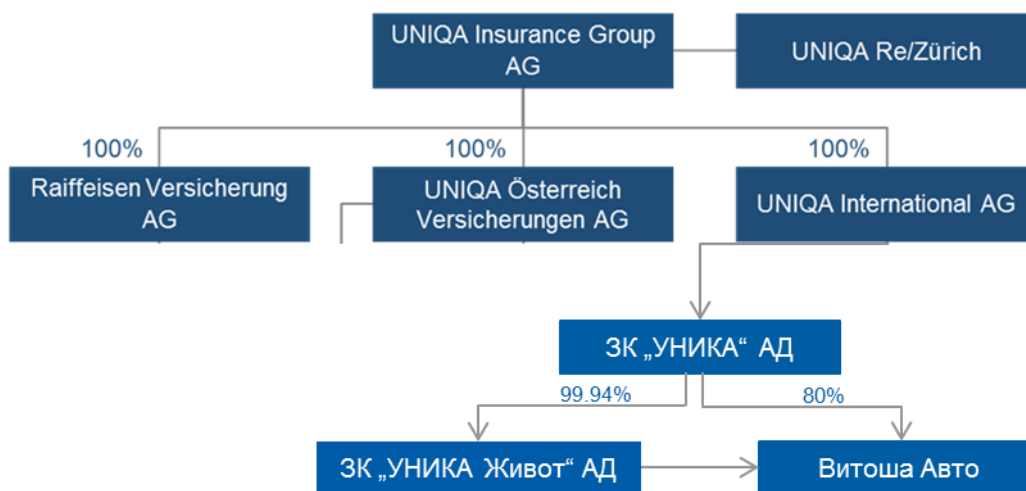 UNIQA Insurance Group
AG
UNIQA Re/Zürich
100%
100%
100%
Raiffeisen Versicherung
AG
UNIQA Österreich
Versicherungen AG
UNIQA International AG
ЗК „УНИКА“ АД
99.94%
80%
ЗК „УНИКА Живот“ АД
Витоша Авто